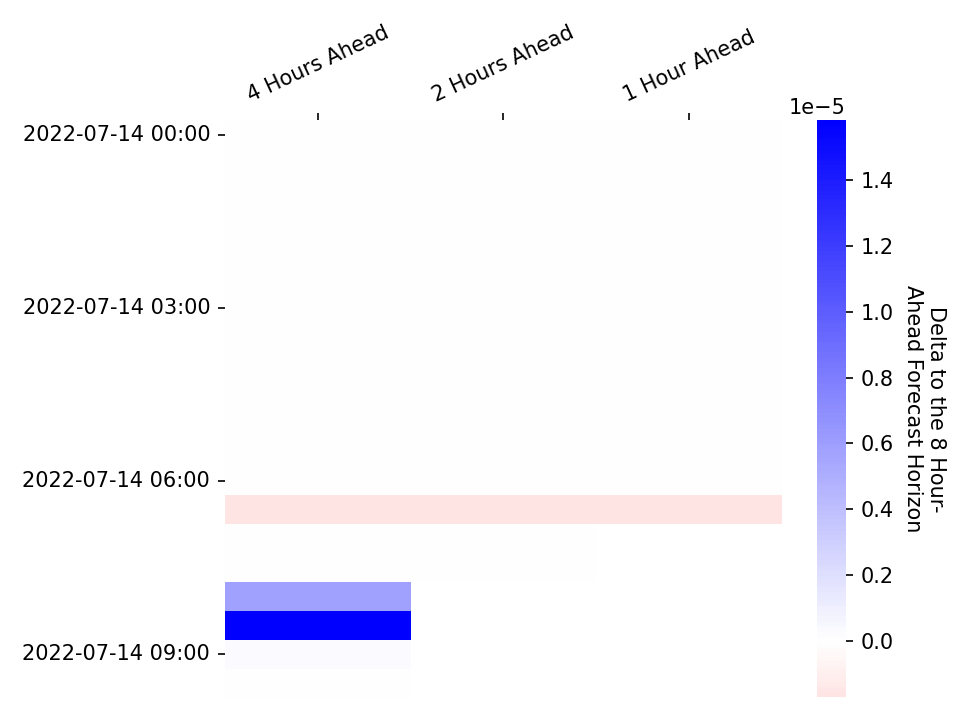 4 Hours Ahead
2 Hours Ahead
1 Hour Ahead
1e−5
2022-07-14 00:00
2022-07-14 03:00
2022-07-14 06:00
2022-07-14 09:00
1.4
1.2
1.0
0.8
0.6
0.4
0.2
0.0
Delta to the 8 Hour-
Ahead Forecast Horizon